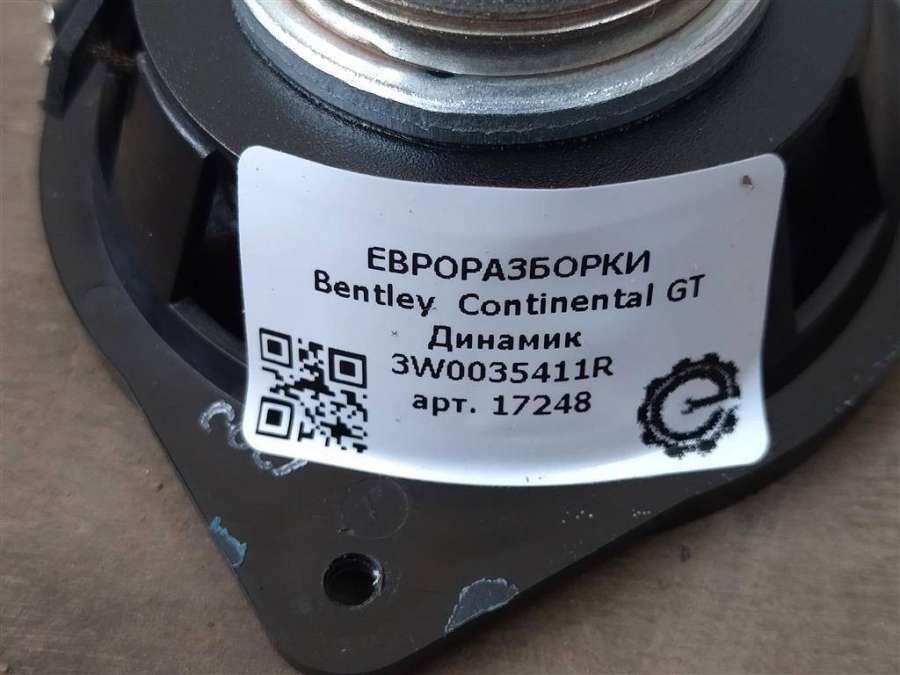 ЕВРОРАЗБОРКИ
Bentley Continental GT
Динамик
3W0035411R
арт. 17248